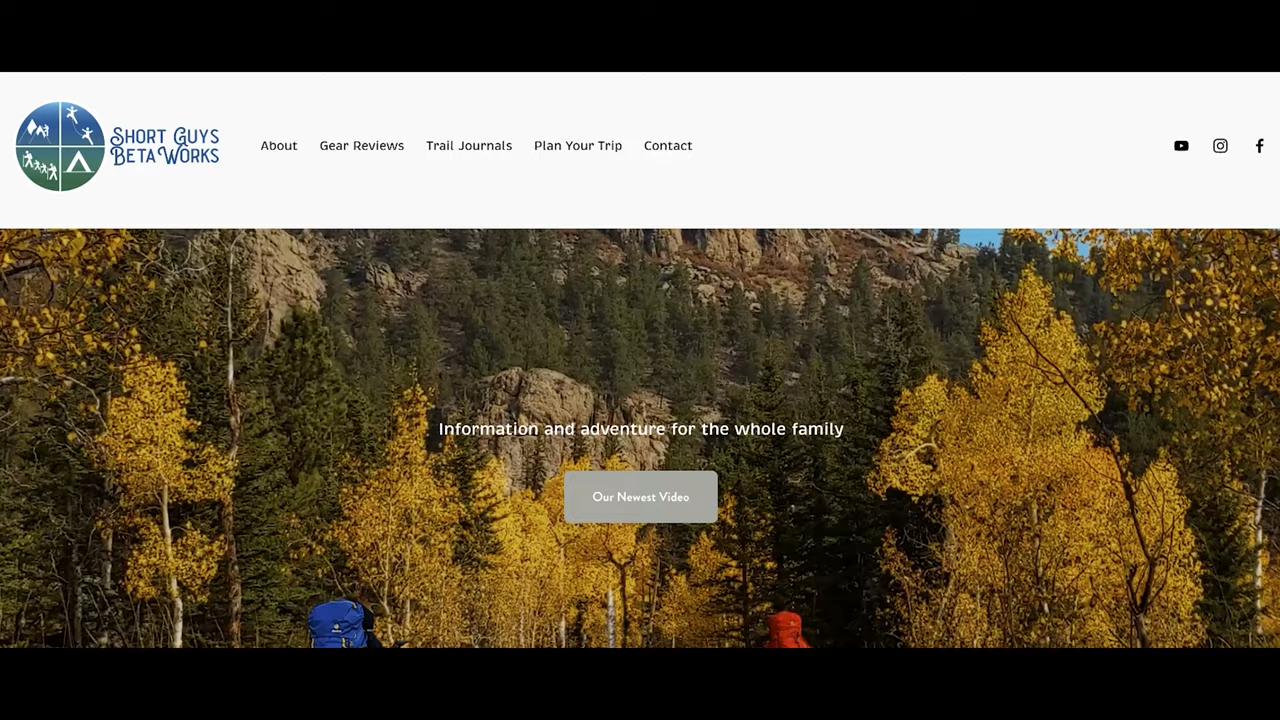 Short Guys
Beta Works
About
Gear Reviews
Trail Journals
Plan Your Trip
Contact
Information and adventure for the whole family
Our Newest Video